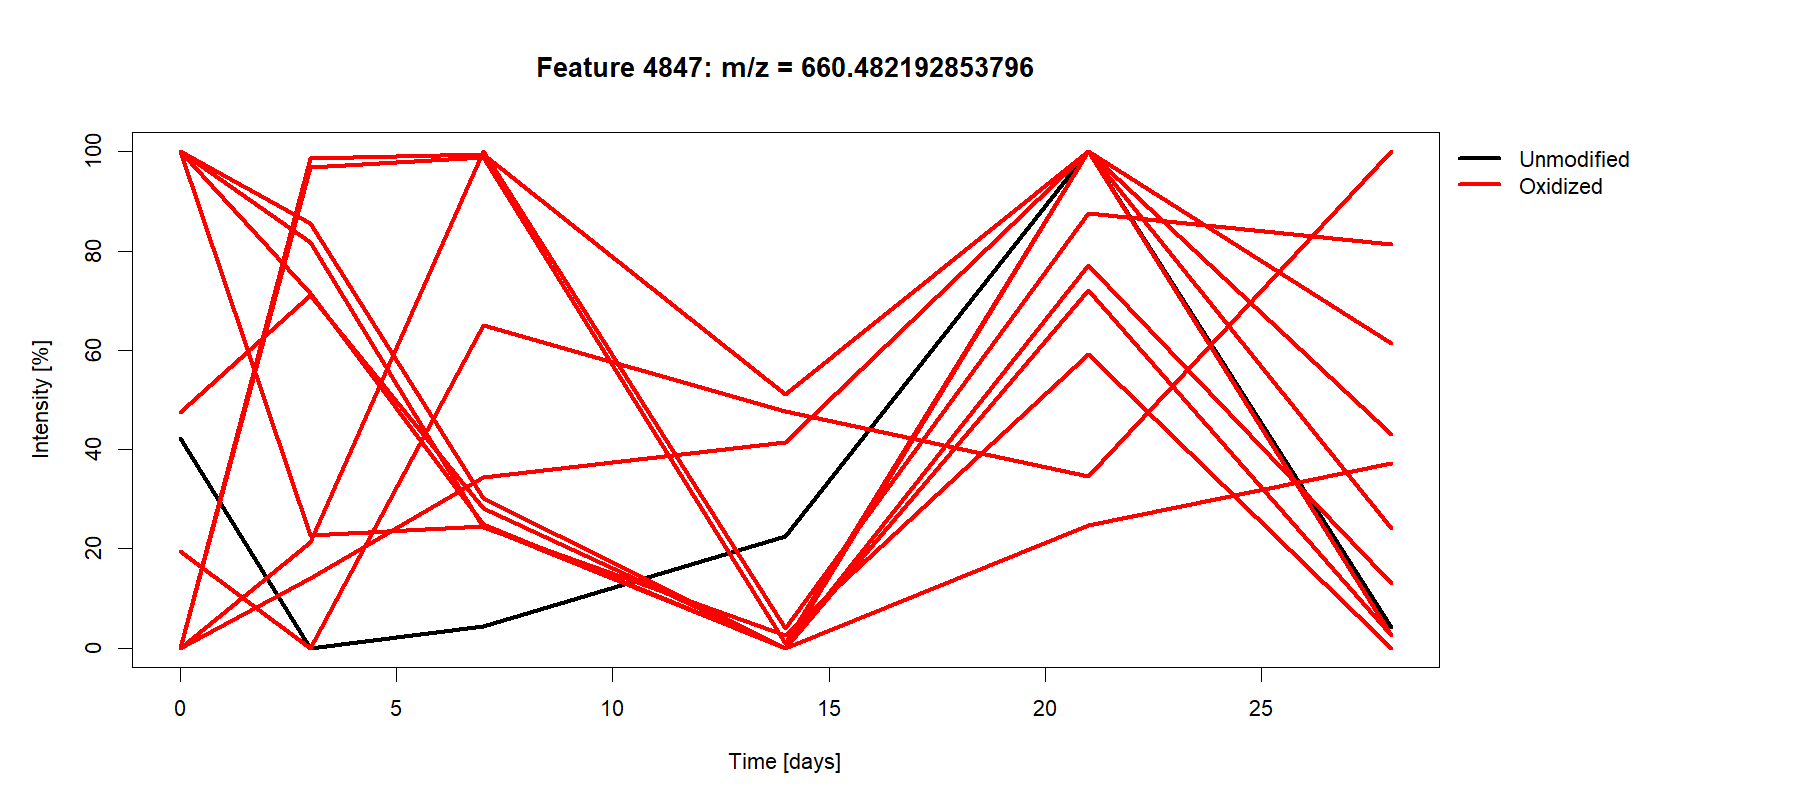 Feature 4847: m/z = 660.482192853796
Unmodified
Oxidized
Intensity [%]
100
80
60
40
20
0
0 5 10 15 20 25
Time [days]